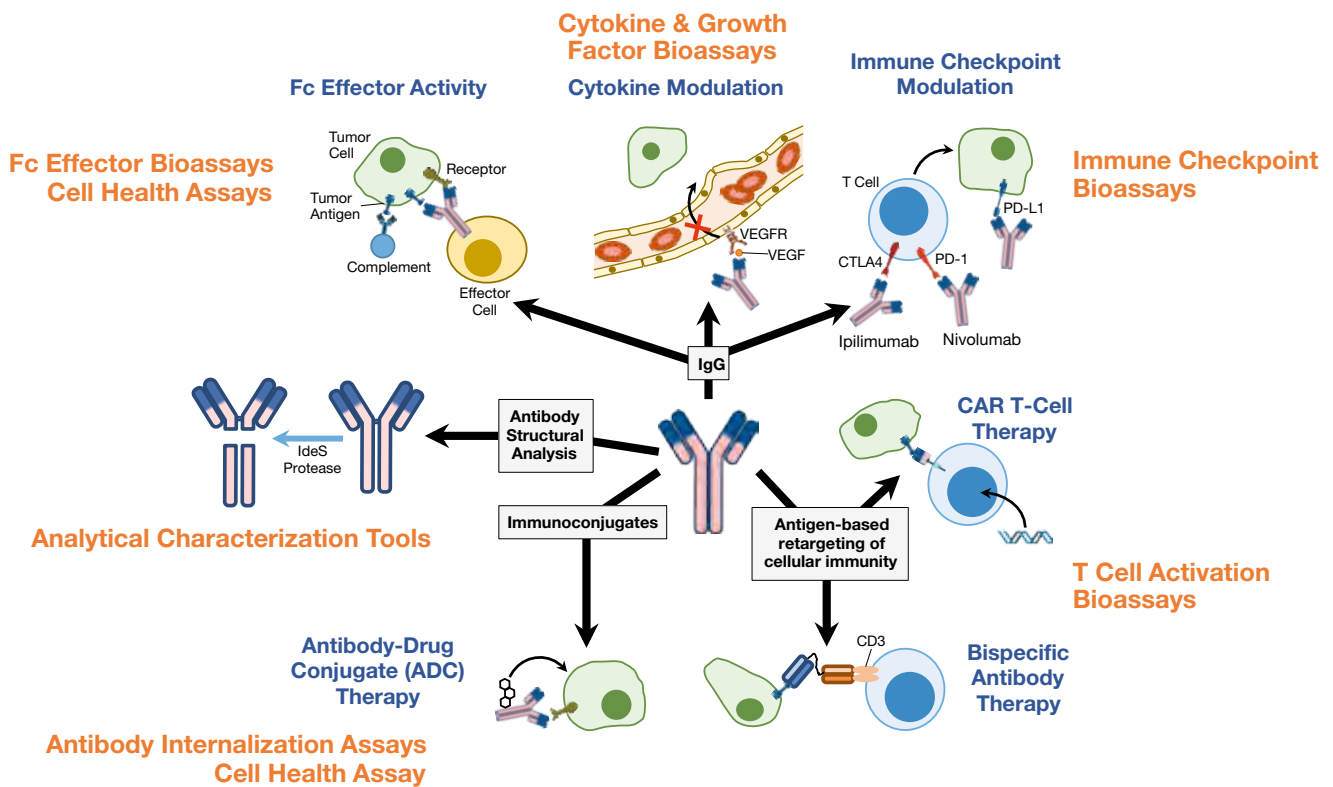 Cytokine & Growth
Factor Bioassays
Fc Effector Activity
Cytokine Modulation
Immune Checkpoint
Modulation
Fc Effector Bioassays
Cell Health Assays
Tumor
Cell
Receptor
Tumor
Antigen
Complement
Effector
Cell
VEGFR
VEGF
T Cell
PD-L1
CTLA4
PD-1
Ipilimumab
Nivolumab
Immune Checkpoint
Bioassays
IgG
Antibody
Structural
Analysis
IdeS
Protease
Analytical Characterization Tools
CAR T-Cell
Therapy
Immunoconjugates
Antigen-based
retargeting of
cellular immunity
T Cell Activation
Bioassays
Antibody-Drug
Conjugate (ADC)
Therapy
CD3
Bispecific
Antibody
Therapy
Antibody Internalization Assays
Cell Health Assay